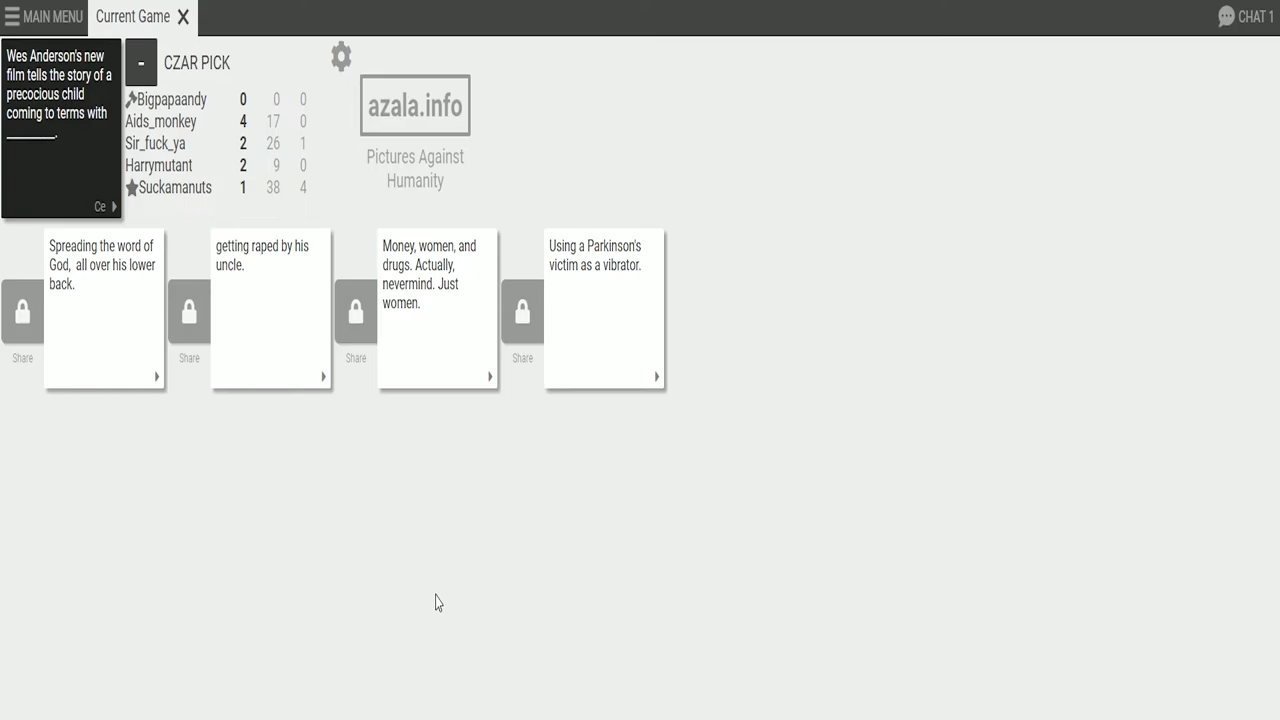 MAIN MENU
Current Game X
CHAT 1
Wes Anderson's new
film tells the story of a
precocious child
coming to terms with
________.
Ce
-
CZAR PICK
Bigpapaandy 0 0 0
Aids_monkey 4 17 0
Sir_fuck_ya 2 26 1
Harrymutant 2 9 0
Suckamanuts 1 38 4
azala.info
Pictures Against
Humanity
Share
Spreading the word of
God, all over his lower
back.
Share
getting raped by his
uncle.
Share
Money, women, and
drugs. Actually,
nevermind. Just
women.
Share
Using a Parkinson's
victim as a vibrator.